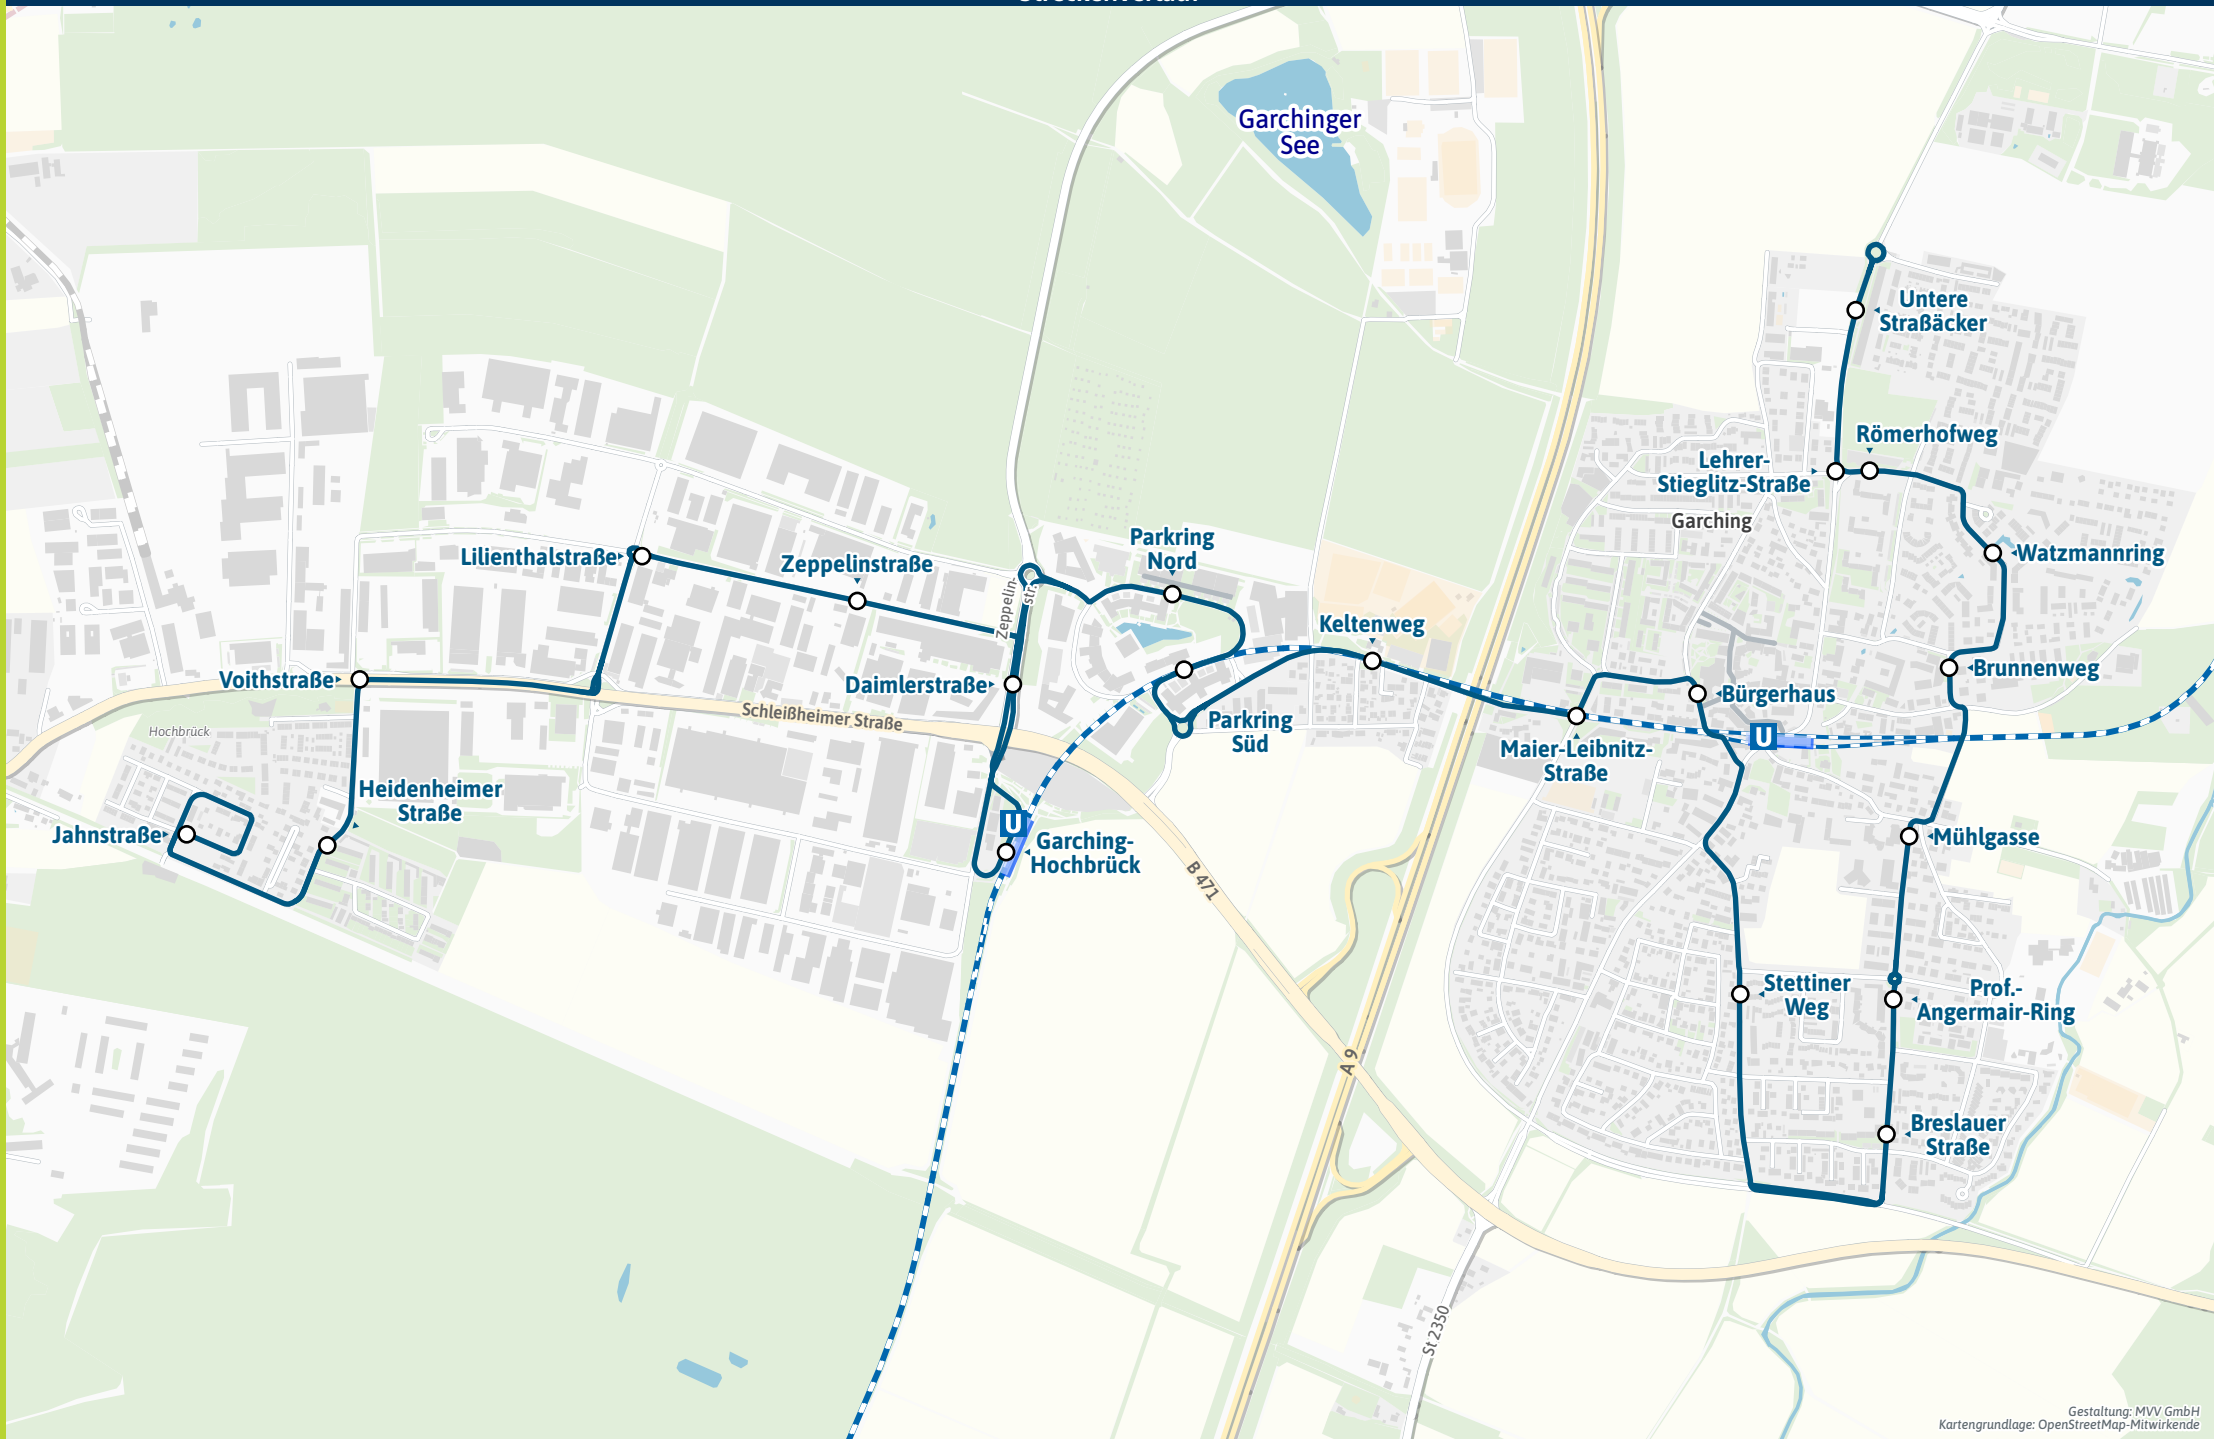 Streckenverlauf
Garchinger
See
Untere
Straßäcker
Römerhofweg
Lehrer-
Stieglitz-Straße
Garching
Watzmannring
Parkring
Nord
Lilienthalstraße
Zeppelinstraße
Zeppelin-
str.
Keltenweg
Brunnenweg
Voithstraße
Daimlerstraße
Bürgerhaus
Schleißheimer Straße
Parkring
Süd
Hochbrück
U
Maier-Leibnitz-
Straße
Heidenheimer
Straße
Jahnstraße
U
Garching-
Hochbrück
Mühlgasse
B 471
Stettiner
Weg
Prof.-
Angermair-Ring
A 9
Breslauer
Straße
St 2350
Gestaltung: MVV GmbH
Kartengrundlage: OpenStreetMap-Mitwirkende